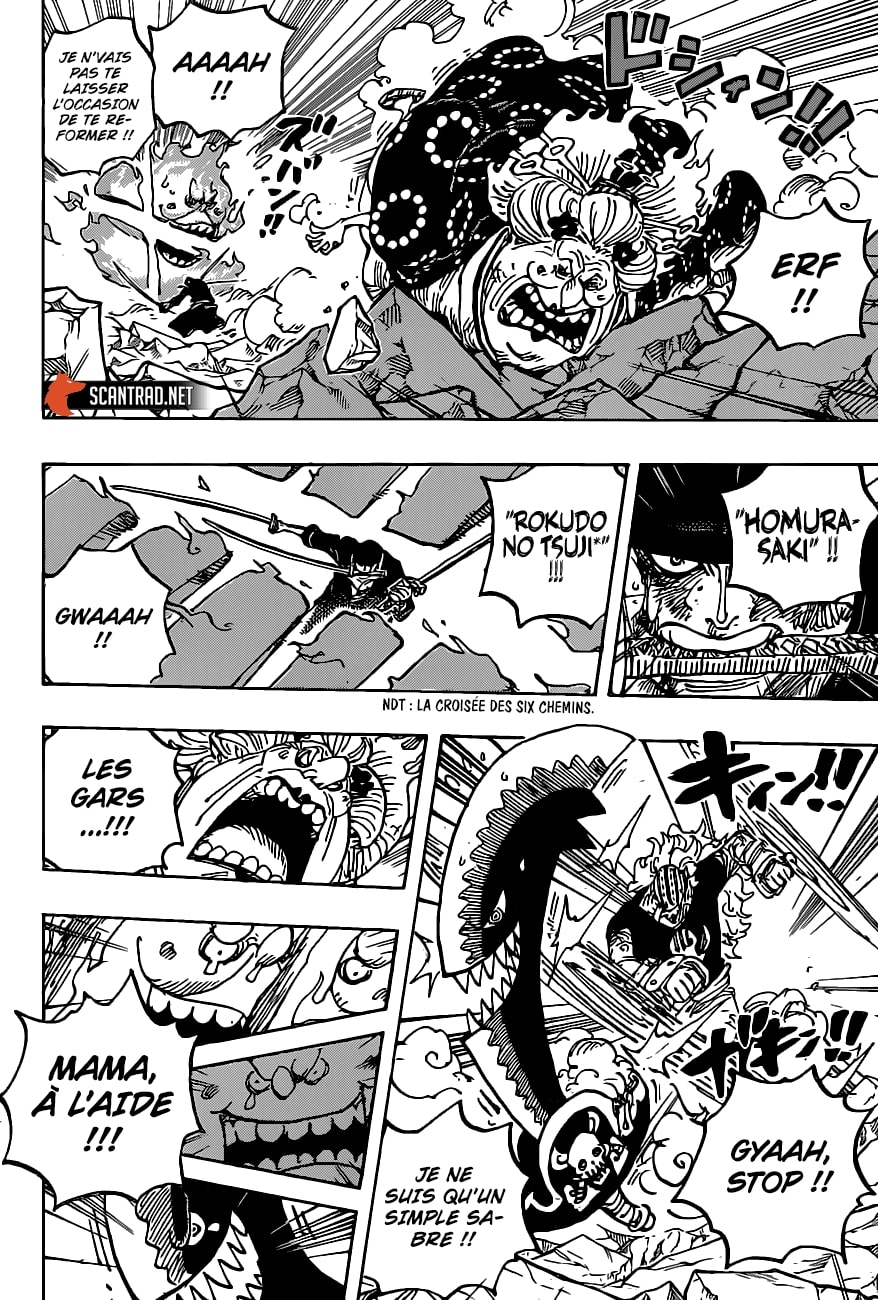 ドシィン!!
AAAAH
!!
JE N'VAIS
PAS TE
LAISSER
L'OCCASION
DE TE RE-
FORMER !!
ズバン!!
ERF
!!
SCANTRAD.NET
"HOMURA-
SAKI" !!
"ROKUDO
NO TSUJI*"
!!!
GWAAAH
!!
NDT : LA CROISÉE DES SIX CHEMINS.
キィン!!
ガキン!!
GYAAH,
STOP !!
JE NE
SUIS QU'UN
SIMPLE SA-
BRE !!
LES
GARS
...!!!
MAMA,
À L'AIDE
!!!